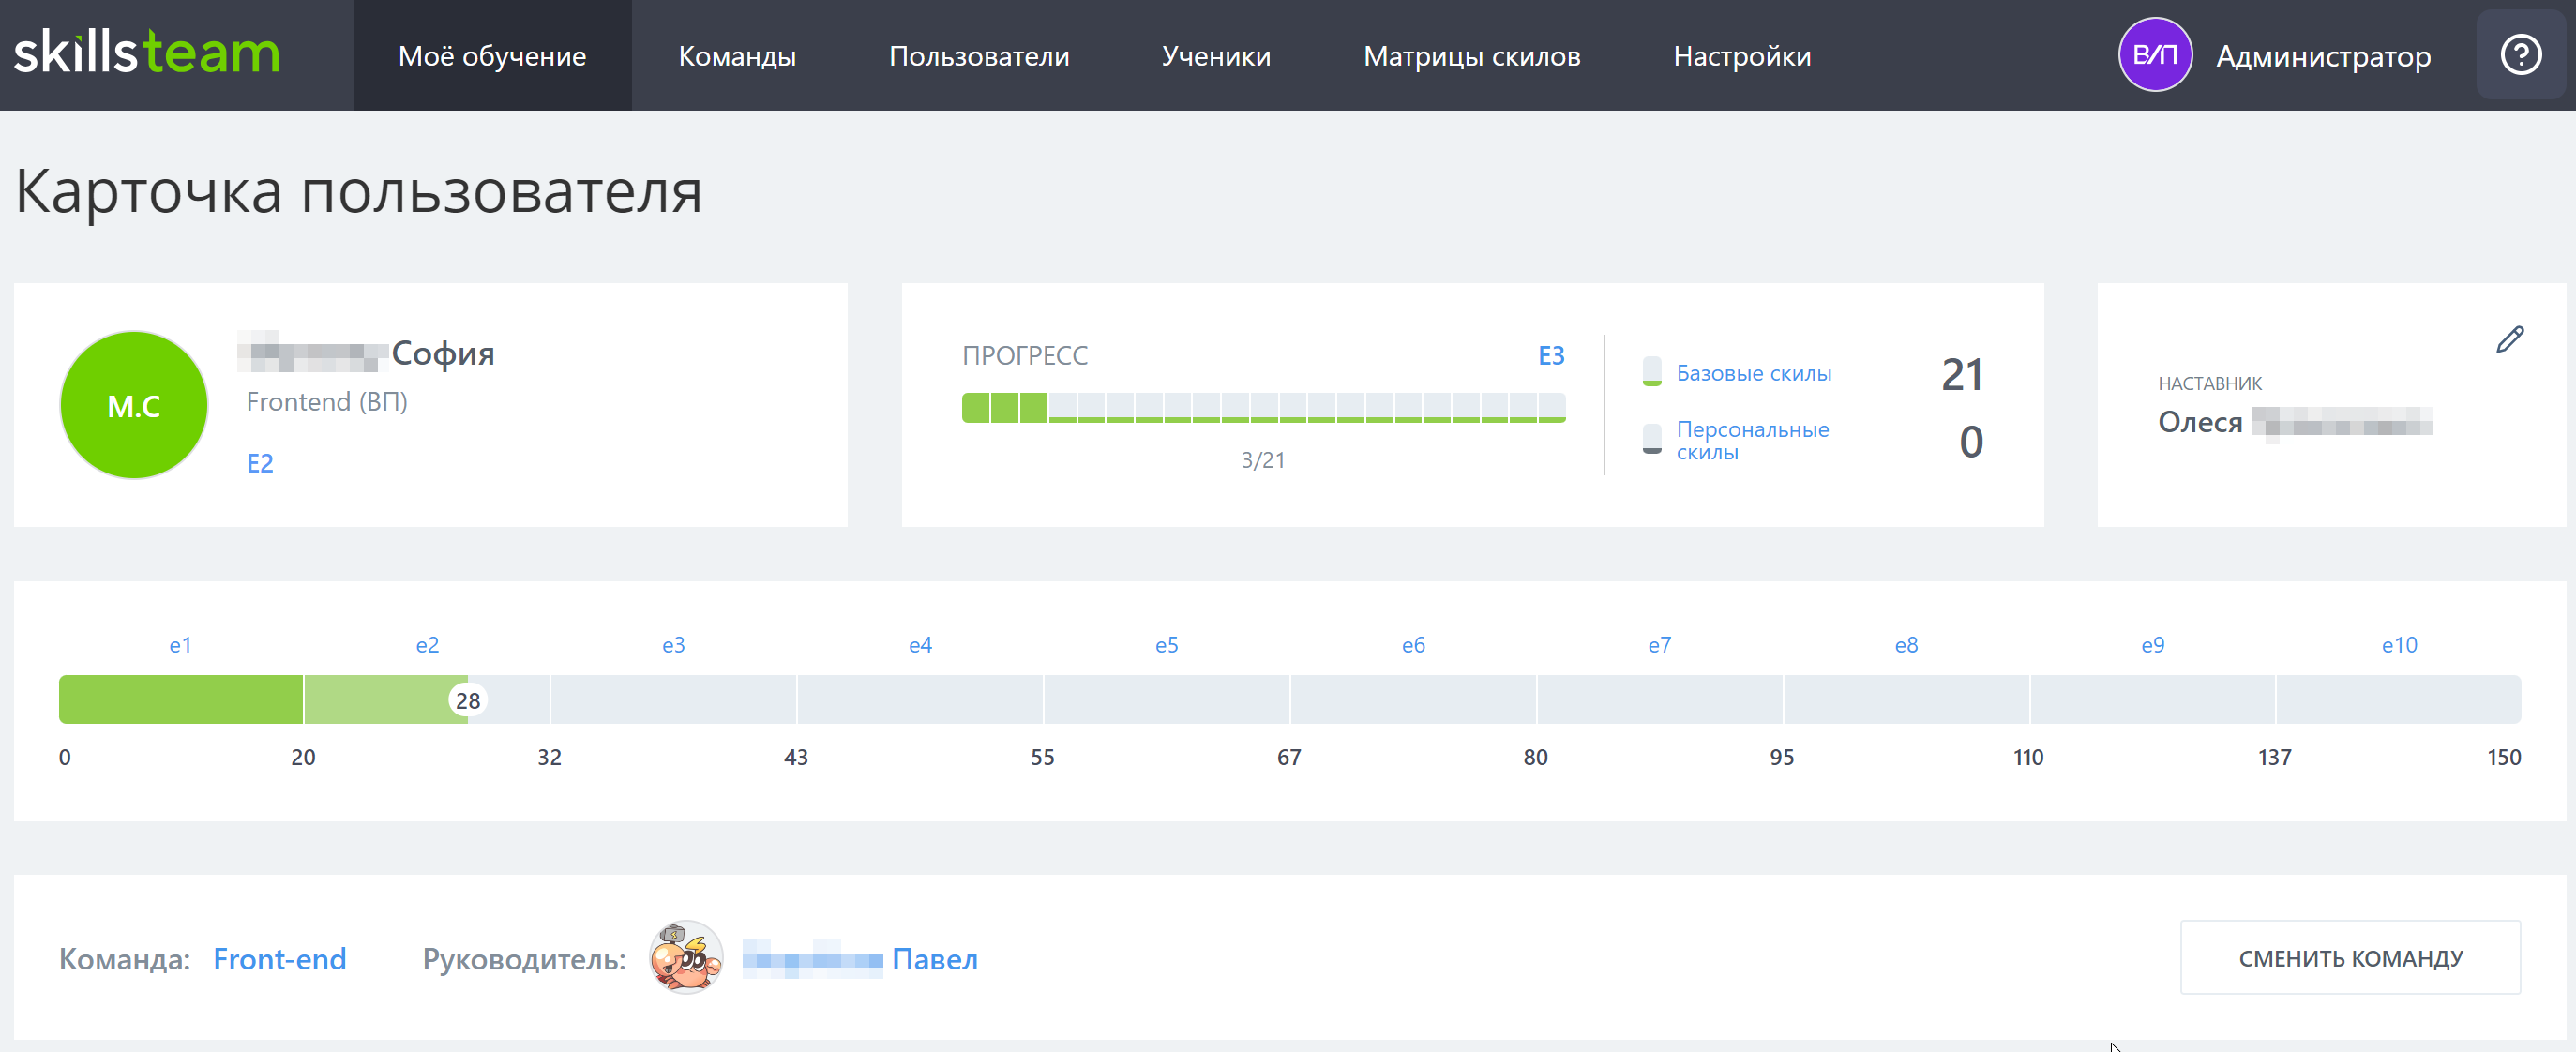 skillsteam Моё обучение Команды Пользователи Ученики Матрицы скилов Настройки ВЛП Администратор ?
Карточка пользователя
М.С
София
Frontend (ВП)
E2
ПРОГРЕСС E3
3/21
Базовые скилы 21
Персональные
скилы 0
НАСТАВНИК
Олеся
e1 e2 e3 e4 e5 e6 e7 e8 e9 e10
28
0 20 32 43 55 67 80 95 110 137 150
Команда: Front-end Руководитель: Павел
СМЕНИТЬ КОМАНДУ